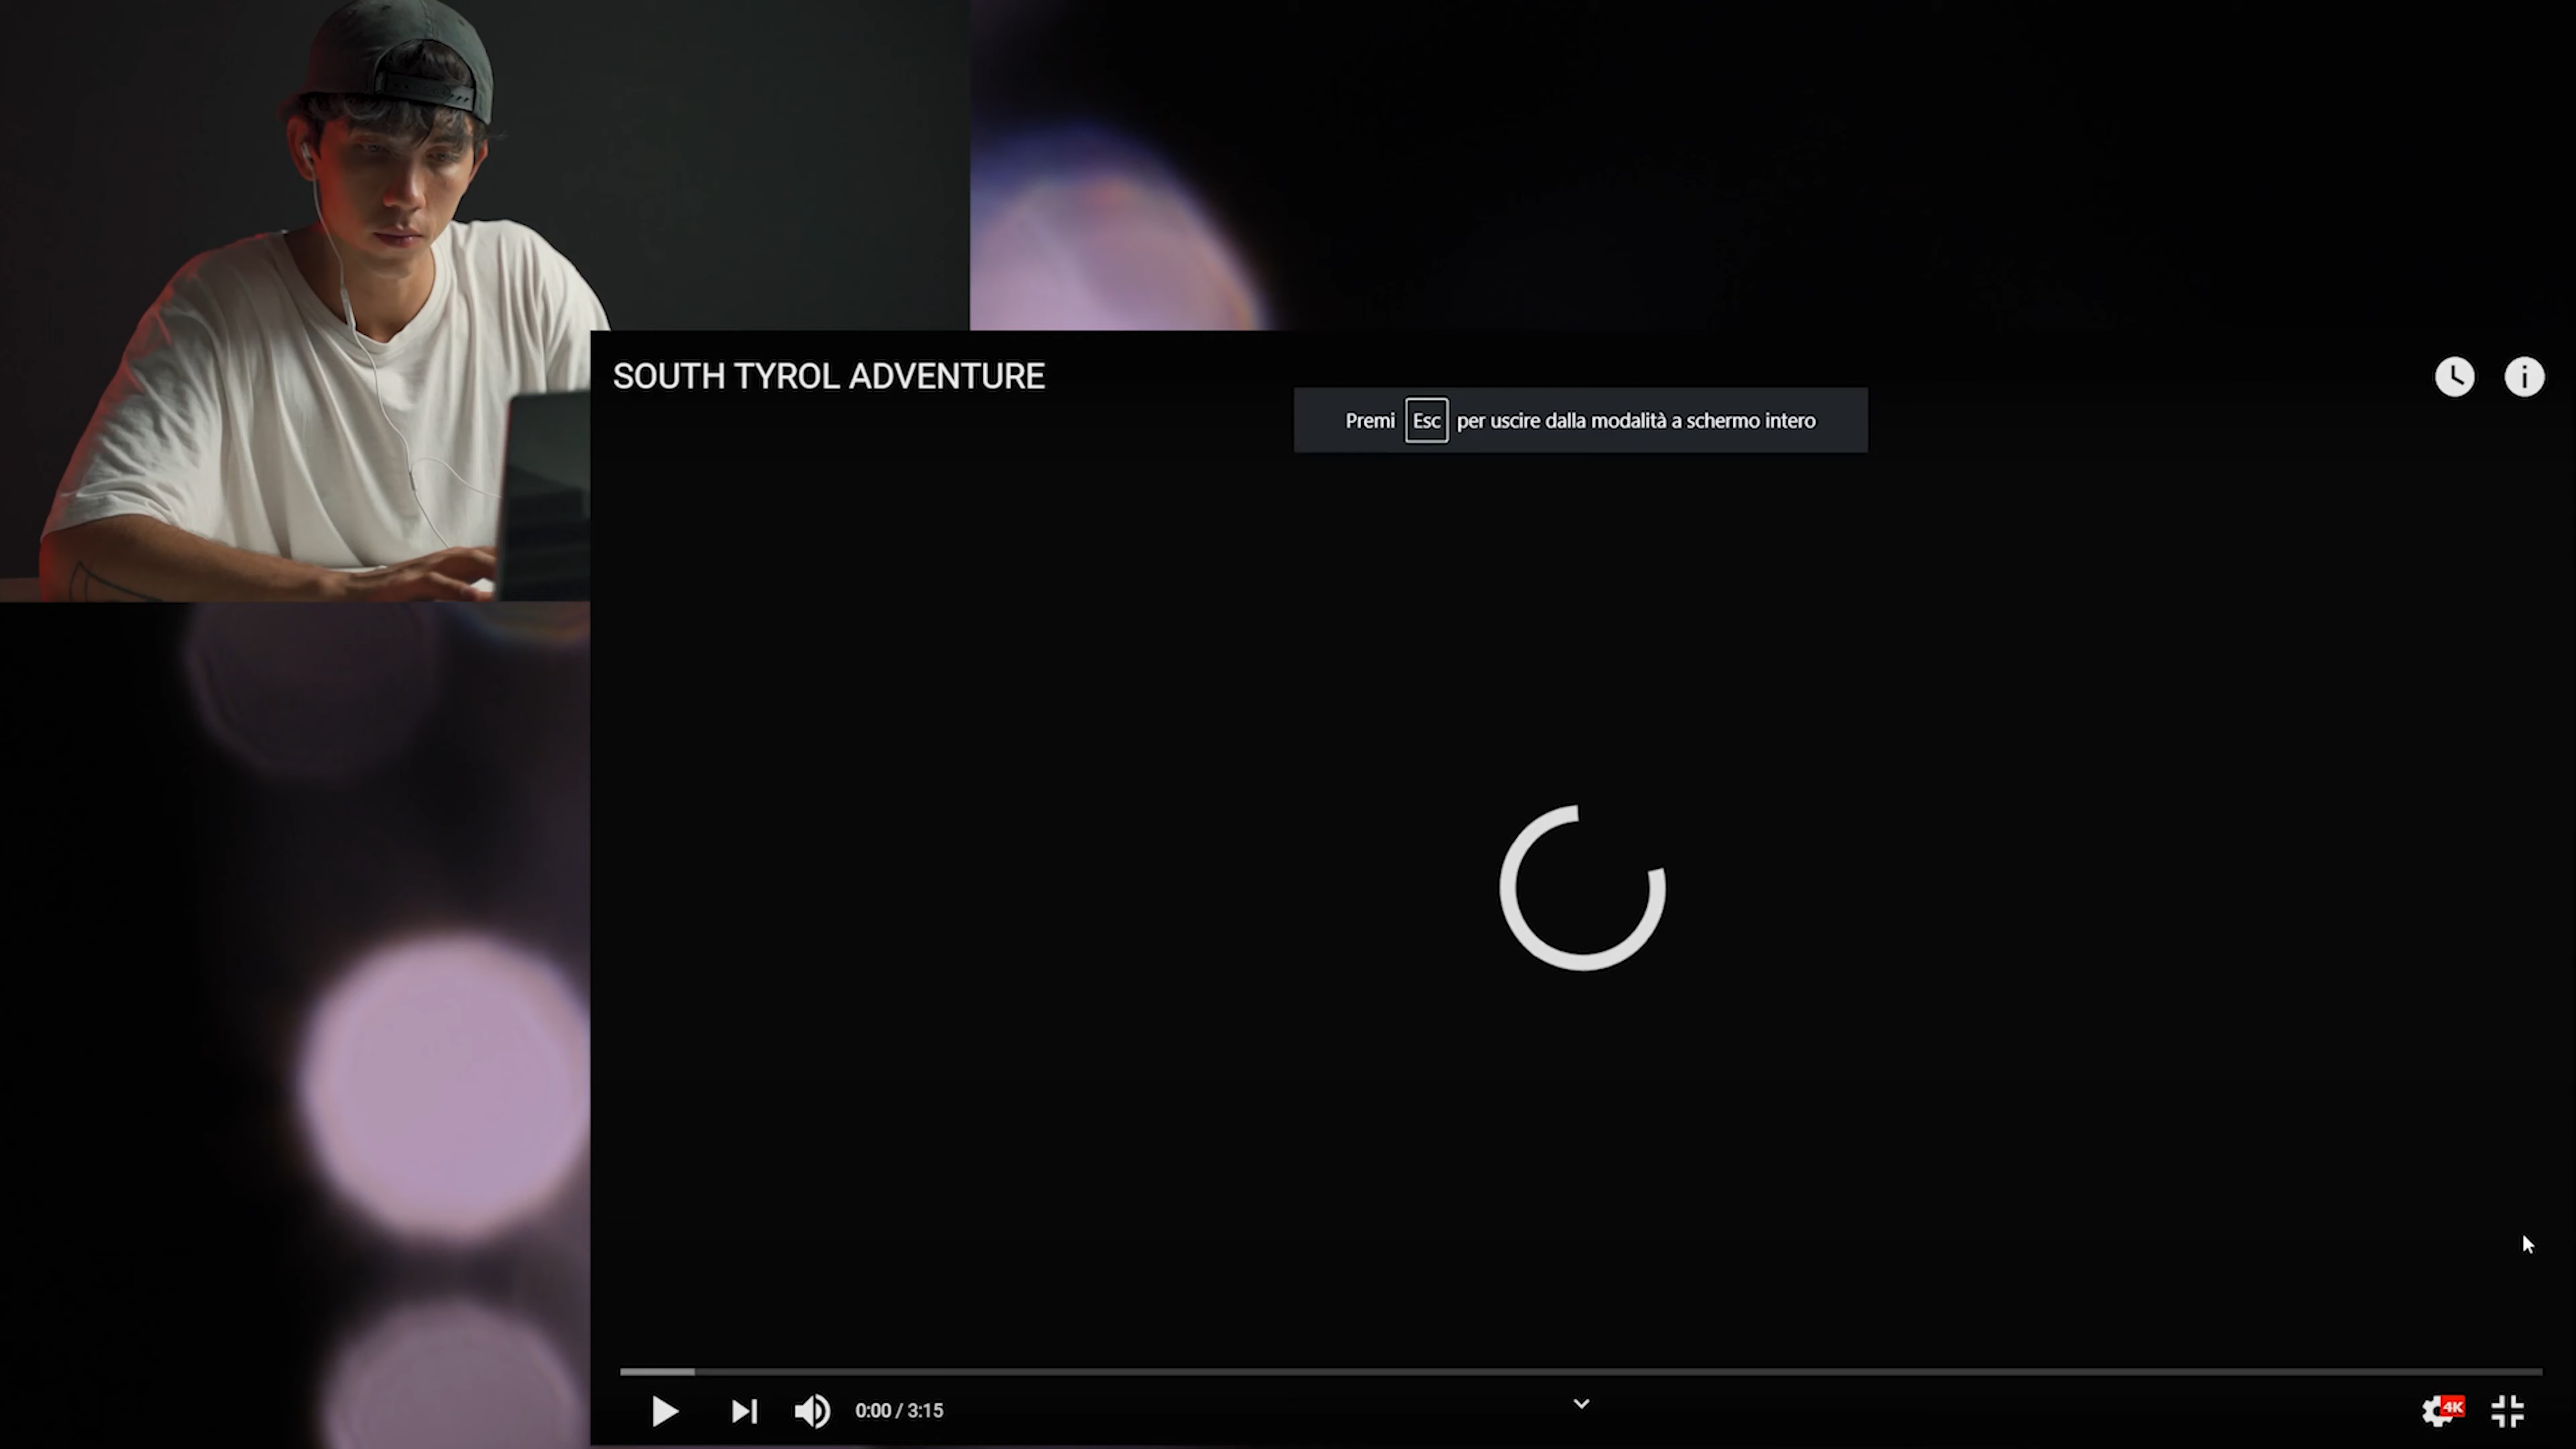 SOUTH TYROL ADVENTURE
Premi Esc per uscire dalla modalità a schermo intero
0:00 / 3:15
4K